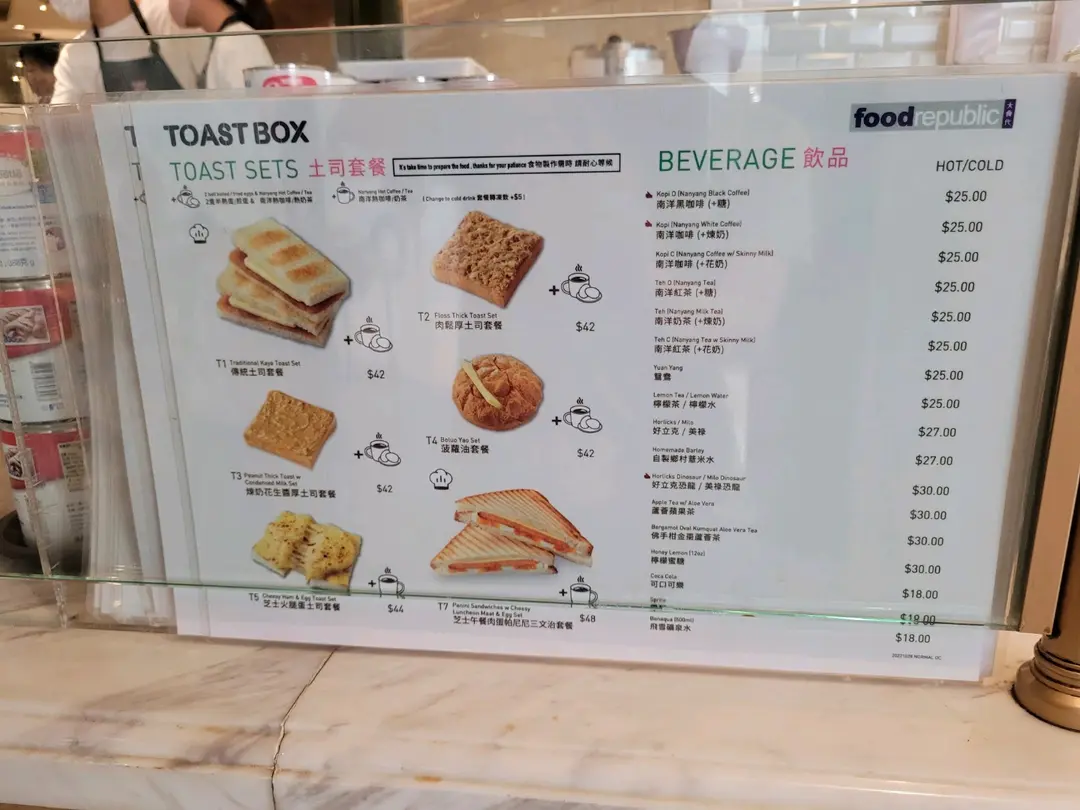 TOAST BOX
foodrepublic
大食代
TOAST SETS 土司套餐
It's take time to prepare the food , thanks for your patience 食物製作需時 請耐心等候
2 half boiled / fried eggs & Nanyang Hot Coffee / Tea
2隻半熟蛋/煎蛋 & 南洋熱咖啡/熱奶茶
Nanyang Hot Coffee / Tea
南洋熱咖啡/奶茶
( Change to cold drink 套餐轉凍飲 +$5 )
T1 Traditional Kaya Toast Set
傳統土司套餐
$42
T2 Floss Thick Toast Set
肉鬆厚土司套餐
$42
T3 Peanut Thick Toast w
Condensed Milk Set
煉奶花生醬厚土司套餐
$42
T4 Boluo Yao Set
菠蘿油套餐
$42
T5 Cheesy Ham & Egg Toast Set
芝士火腿蛋土司套餐
$44
T7 Panini Sandwiches w Cheesy
Luncheon Meat & Egg Set
芝士午餐肉蛋帕尼尼三文治套餐
$48
BEVERAGE 飲品
HOT/COLD
Kopi O (Nanyang Black Coffee)
南洋黑咖啡 (+糖)
$25.00
Kopi (Nanyang White Coffee)
南洋咖啡 (+煉奶)
$25.00
Kopi C (Nanyang Coffee w/ Skinny Milk)
南洋咖啡 (+花奶)
$25.00
Teh O (Nanyang Tea)
南洋紅茶 (+糖)
$25.00
Teh (Nanyang Milk Tea)
南洋奶茶 (+煉奶)
$25.00
Teh C (Nanyang Tea w Skinny Milk)
南洋紅茶 (+花奶)
$25.00
Yuan Yang
鴛鴦
$25.00
Lemon Tea / Lemon Water
檸檬茶 / 檸檬水
$25.00
Horlicks / Milo
好立克 / 美祿
$27.00
Homemade Barley
自製鄉村薏米水
$27.00
Horlicks Dinosaur / Milo Dinosaur
好立克恐龍 / 美祿恐龍
$30.00
Apple Tea w/ Aloe Vera
蘆薈蘋果茶
$30.00
Bergamot Oval Kumquat Aloe Vera Tea
佛手柑金棗蘆薈茶
$30.00
Honey Lemon (12oz)
檸檬蜜糖
$30.00
Coca Cola
可口可樂
$18.00
Sprite
$18.00
Bonaqua (500ml)
飛雪礦泉水
$18.00